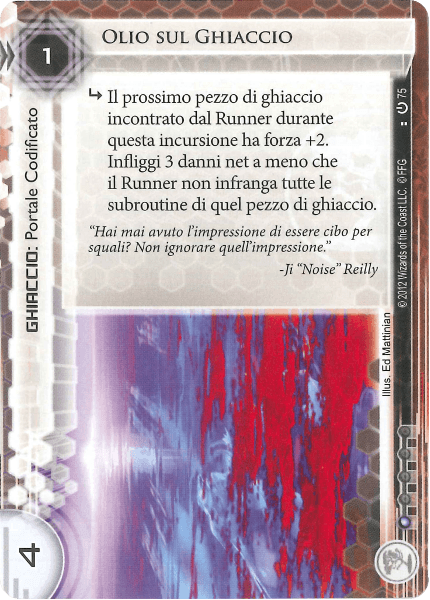 1
Olio sul Ghiaccio
GHIACCIO: Portale Codificato
↳ Il prossimo pezzo di ghiaccio
incontrato dal Runner durante
questa incursione ha forza +2.
Infliggi 3 danni net a meno che
il Runner non infranga tutte le
subroutine di quel pezzo di ghiaccio.
“Hai mai avuto l’impressione di essere cibo per
squali? Non ignorare quell’impressione.”
-Ji “Noise” Reilly
Illus. Ed Mattinian
© 2012 Wizards of the Coast LLC. © FFG
75
4